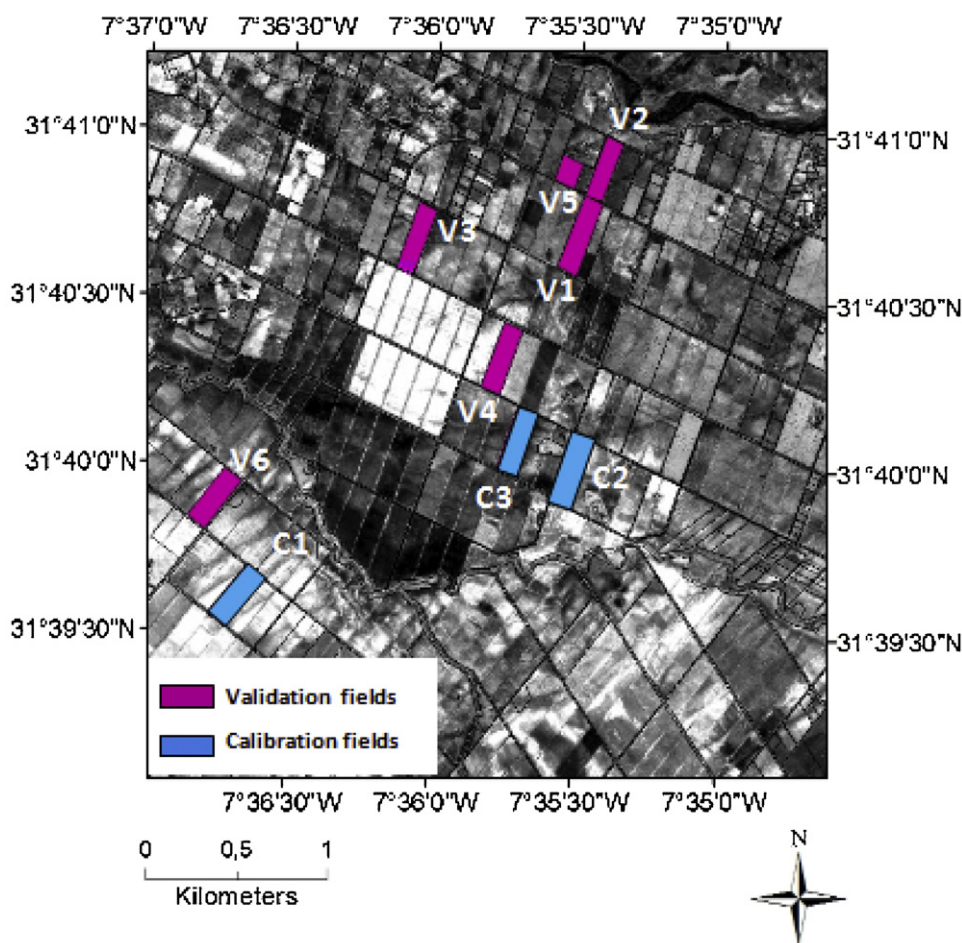 7°37'0"W 7°36'30"W 7°36'0"W 7°35'30"W 7°35'0"W
V2
31°41'0"N 31°41'0"N
V5
V3
V1
31°40'30"N 31°40'30"N
V4
31°40'0"N 31°40'0"N
V6
C3 C2
C1
31°39'30"N 31°39'30"N
Validation fields
Calibration fields
7°36'30"W 7°36'0"W 7°35'30"W 7°35'0"W
0 0,5 1
Kilometers
N